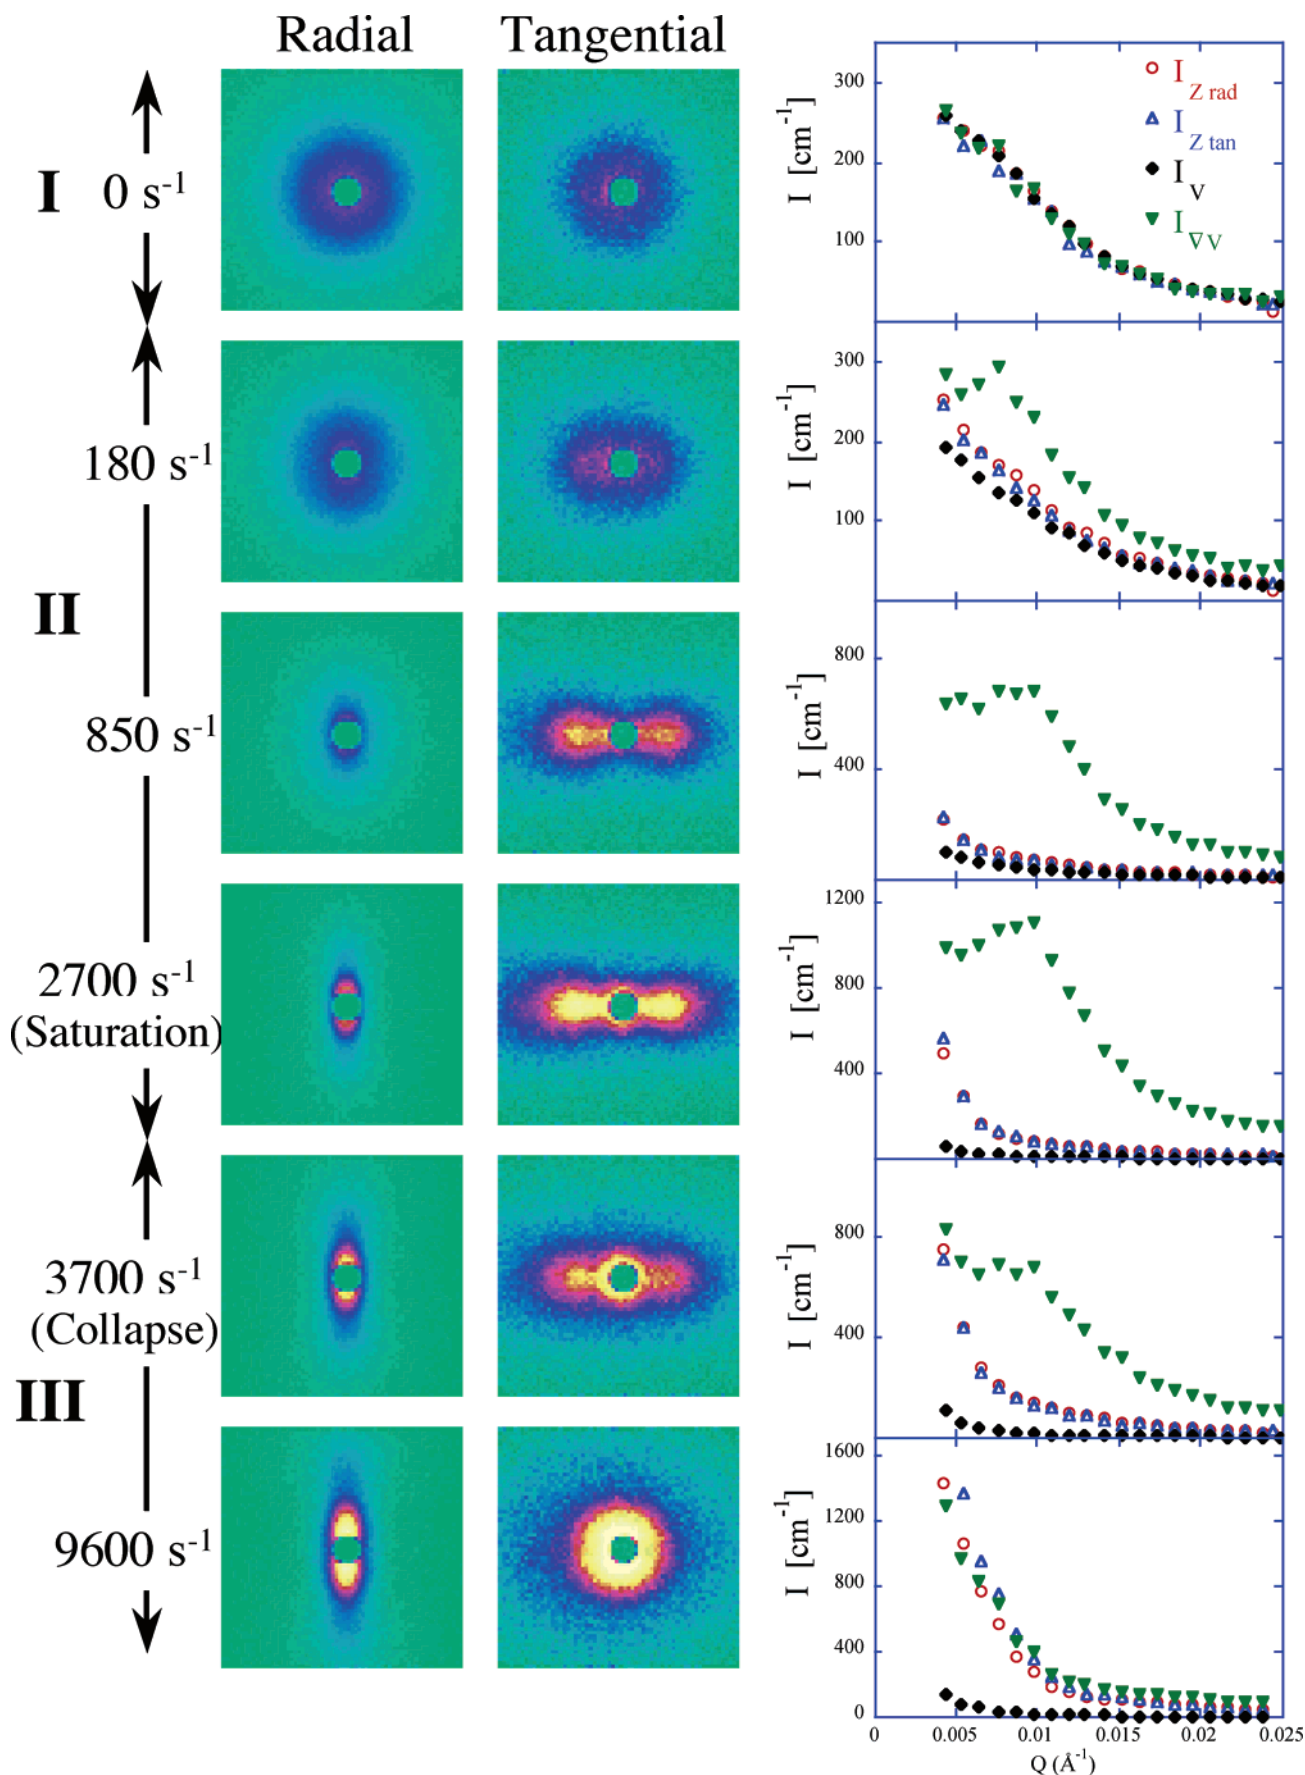 Radial Tangential
I 0 s⁻¹
180 s⁻¹
II
850 s⁻¹
2700 s⁻¹
(Saturation)
3700 s⁻¹
(Collapse)
III
9600 s⁻¹
I [cm⁻¹]
300
200
100
I Z rad
I Z tan
I V
I ∇V
I [cm⁻¹]
300
200
100
I [cm⁻¹]
800
400
I [cm⁻¹]
1200
800
400
I [cm⁻¹]
800
400
I [cm⁻¹]
1600
1200
800
400
0
0 0.005 0.01 0.015 0.02 0.025
Q (Å⁻¹)